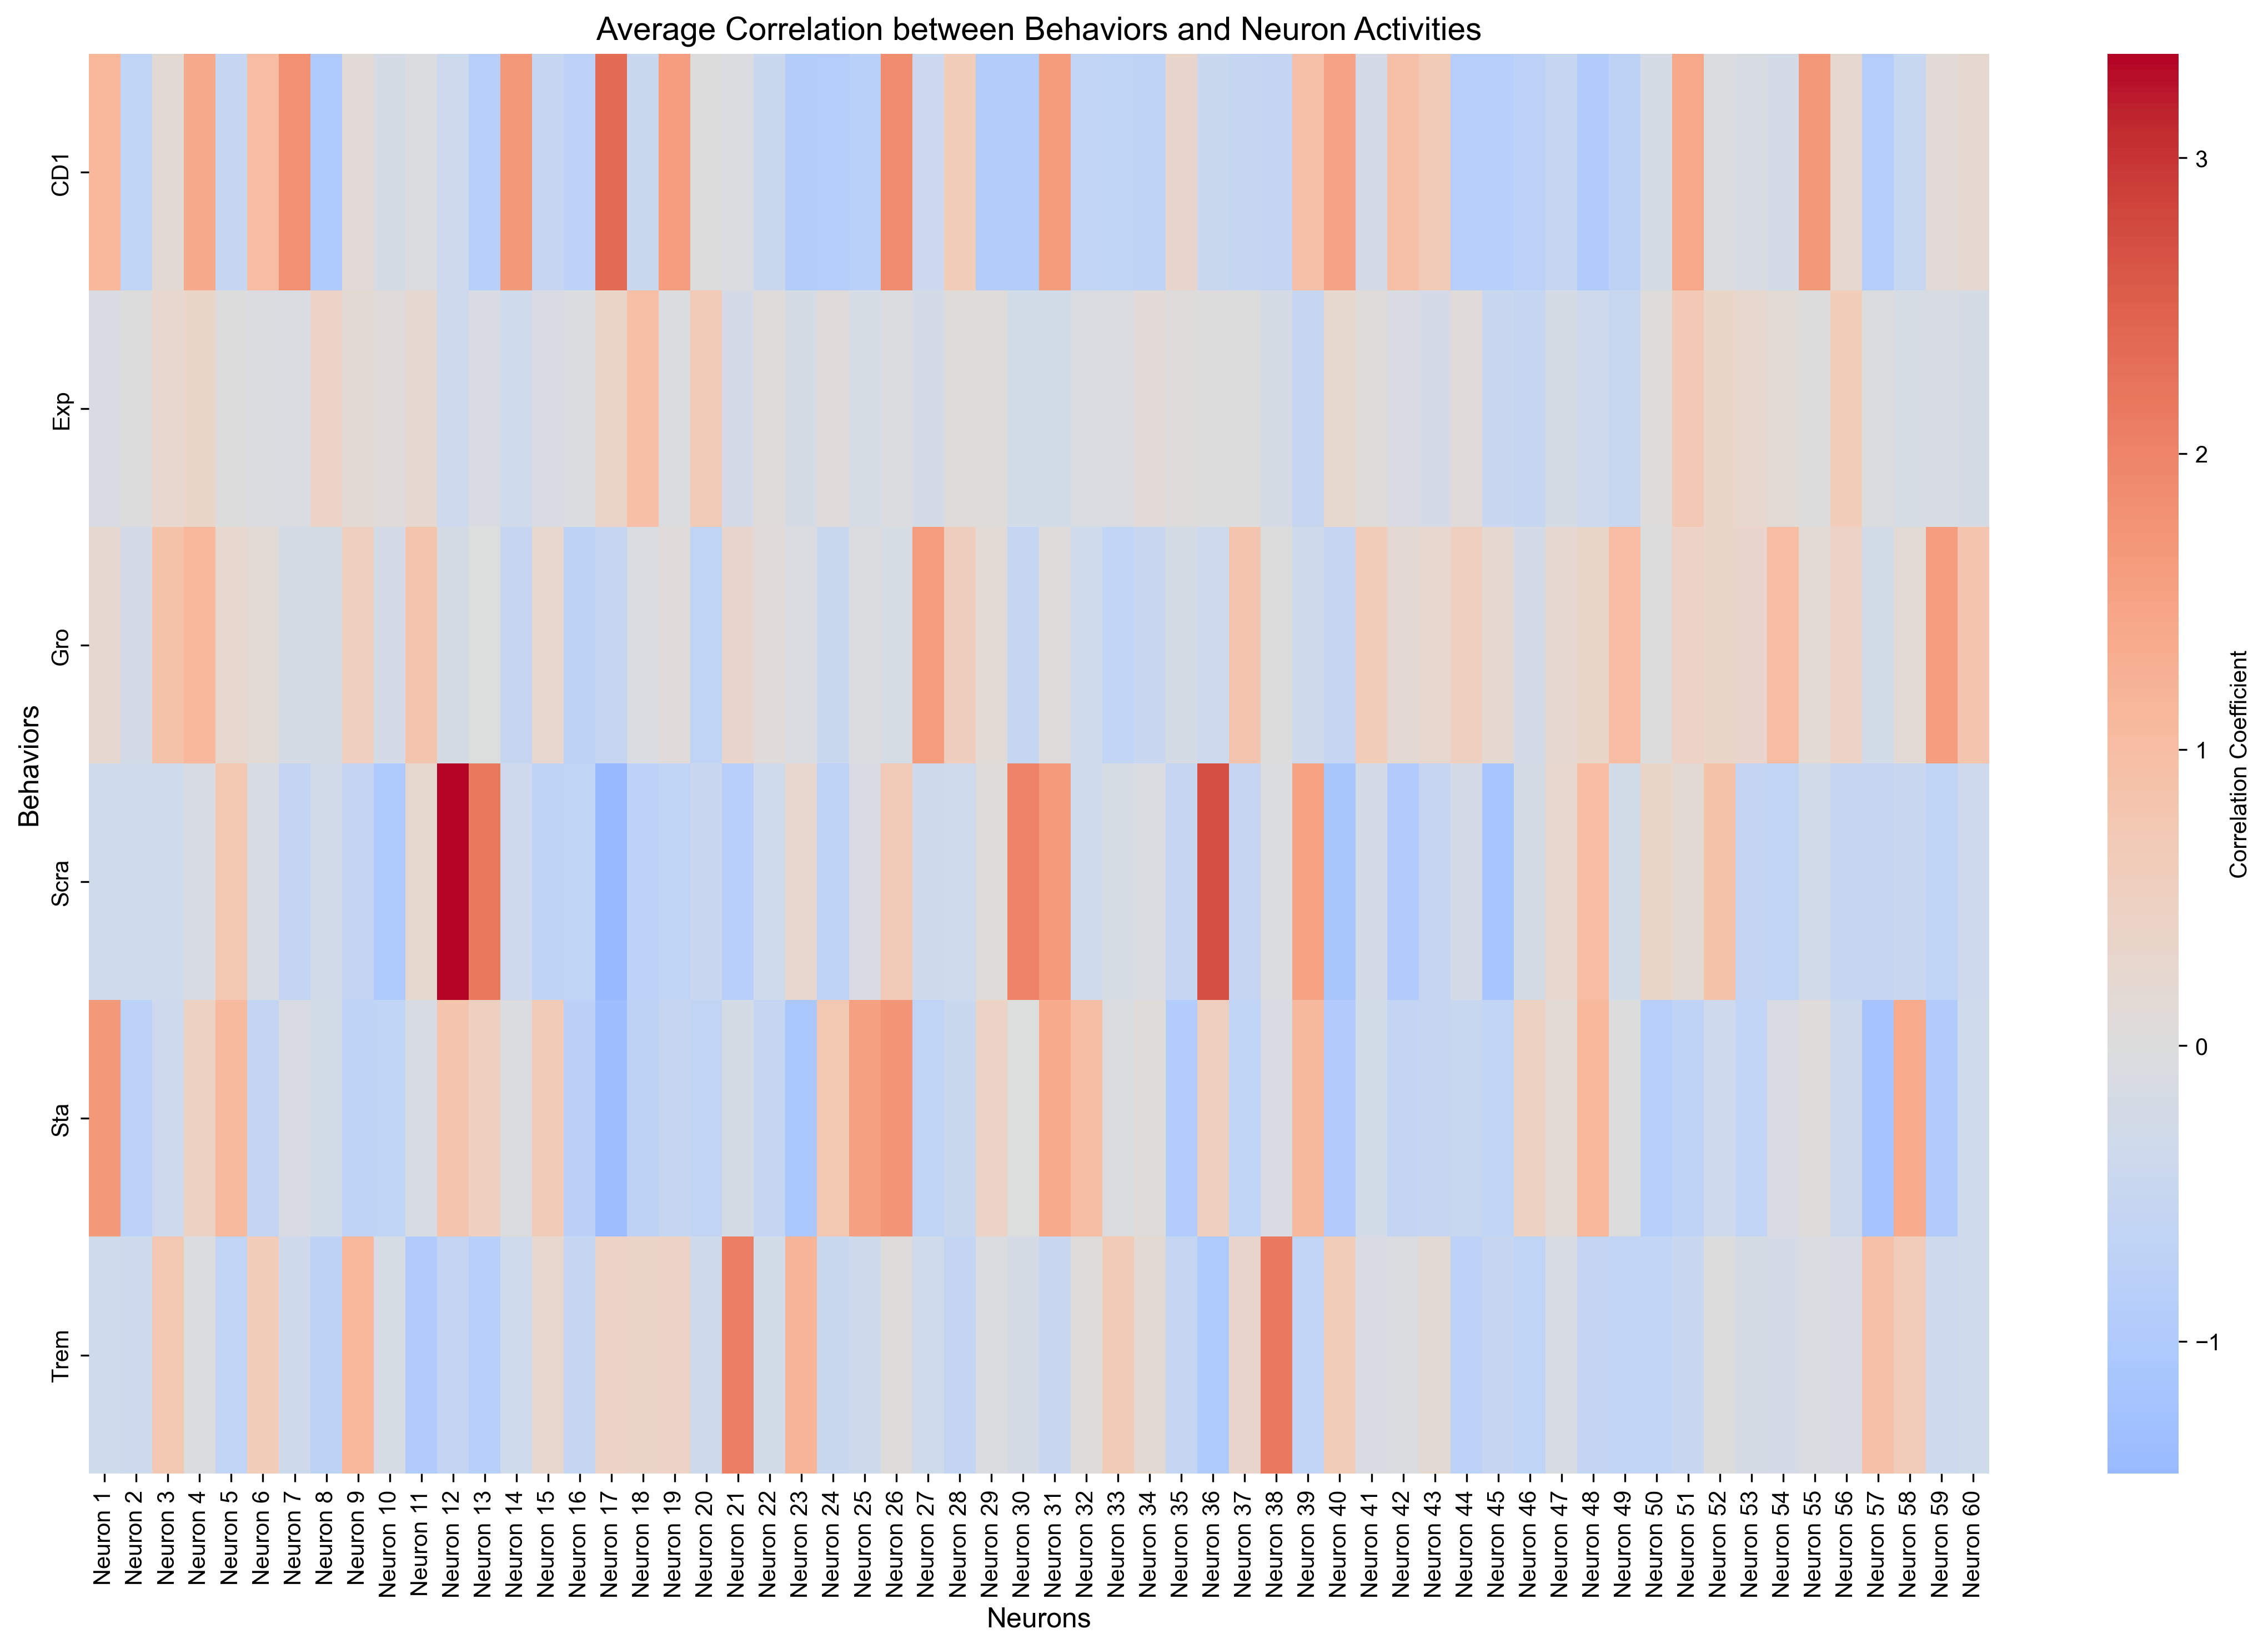 Average Correlation between Behaviors and Neuron Activities
Behaviors
CD1
Exp
Gro
Scra
Sta
Trem
Neuron 1
Neuron 2
Neuron 3
Neuron 4
Neuron 5
Neuron 6
Neuron 7
Neuron 8
Neuron 9
Neuron 10
Neuron 11
Neuron 12
Neuron 13
Neuron 14
Neuron 15
Neuron 16
Neuron 17
Neuron 18
Neuron 19
Neuron 20
Neuron 21
Neuron 22
Neuron 23
Neuron 24
Neuron 25
Neuron 26
Neuron 27
Neuron 28
Neuron 29
Neuron 30
Neuron 31
Neuron 32
Neuron 33
Neuron 34
Neuron 35
Neuron 36
Neuron 37
Neuron 38
Neuron 39
Neuron 40
Neuron 41
Neuron 42
Neuron 43
Neuron 44
Neuron 45
Neuron 46
Neuron 47
Neuron 48
Neuron 49
Neuron 50
Neuron 51
Neuron 52
Neuron 53
Neuron 54
Neuron 55
Neuron 56
Neuron 57
Neuron 58
Neuron 59
Neuron 60
Neurons
3
2
1
0
−1
Correlation Coefficient